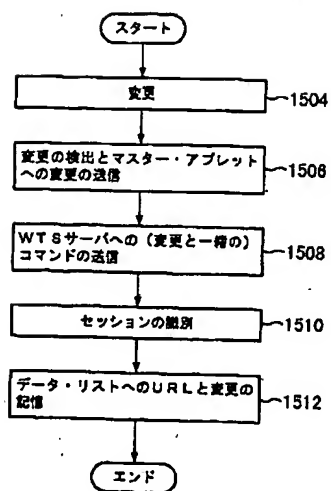 スタート
変更
1504
変更の検出とマスター・アプレット
への変更の送信
1506
WTSサーバへの（変更と一緒の）
コマンドの送信
1508
セッションの識別
1510
データ・リストへのURLと変更の
記憶
1512
エンド